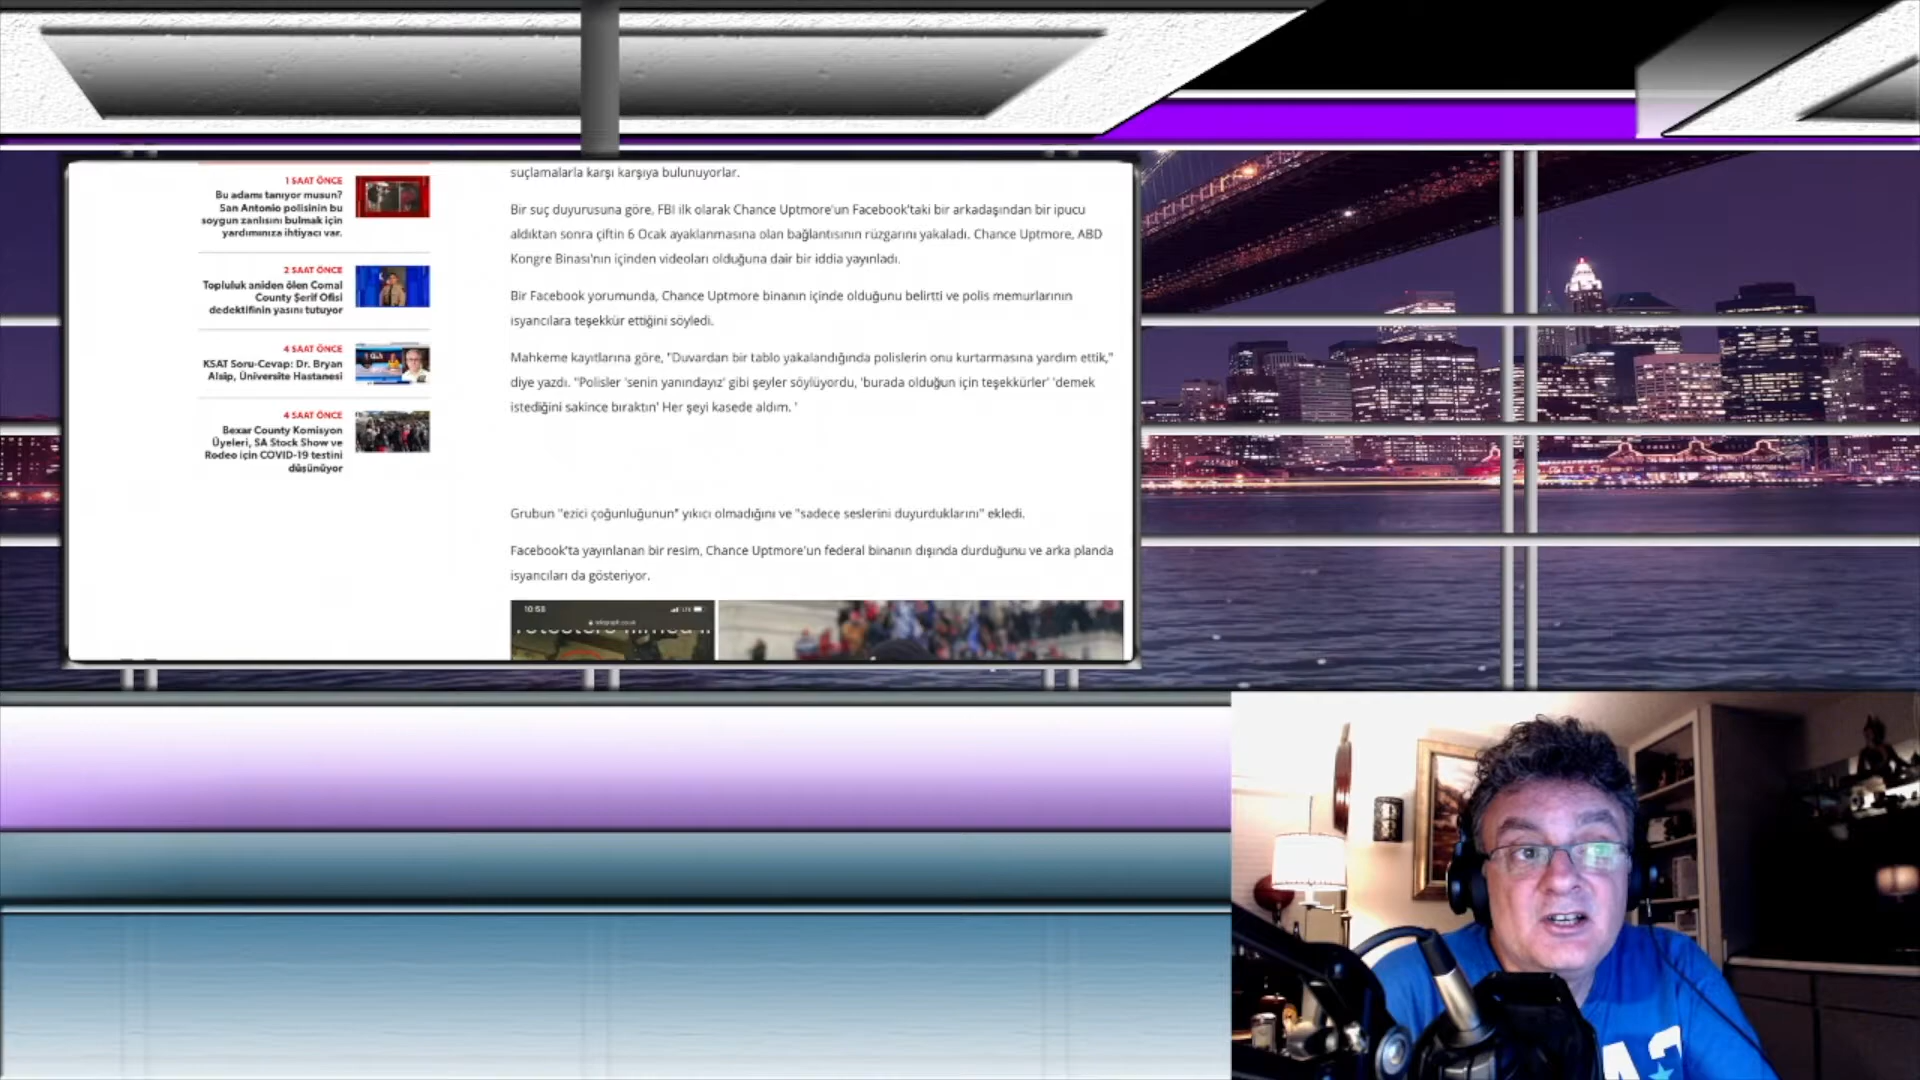 1 SAAT ÖNCE
Bu adamı tanıyor musun?
San Antonio polisinin bu
soygun zanlısını bulmak için
yardımınıza ihtiyacı var.
2 SAAT ÖNCE
Topluluk aniden ölen Comal
County Şerif Ofisi
dedektifinin yasını tutuyor
4 SAAT ÖNCE
KSAT Soru-Cevap: Dr. Bryan
Alsip, Üniversite Hastanesi
4 SAAT ÖNCE
Bexar County Komisyon
Üyeleri, SA Stock Show ve
Rodeo için COVID-19 testini
düşünüyor
suçlamalarla karşı karşıya bulunuyorlar.
Bir suç duyurusuna göre, FBI ilk olarak Chance Uptmore'un Facebook'taki bir arkadaşından bir ipucu
aldıktan sonra çiftin 6 Ocak ayaklanmasına olan bağlantısının rüzgarını yakaladı. Chance Uptmore, ABD
Kongre Binası'nın içinden videoları olduğuna dair bir iddia yayınladı.
Bir Facebook yorumunda, Chance Uptmore binanın içinde olduğunu belirtti ve polis memurlarının
isyancılara teşekkür ettiğini söyledi.
Mahkeme kayıtlarına göre, "Duvardan bir tablo yakalandığında polislerin onu kurtarmasına yardım ettik,"
diye yazdı. "Polisler 'senin yanındayız' gibi şeyler söylüyordu, 'burada olduğun için teşekkürler' 'demek
istediğini sakince bıraktın' Her şeyi kasede aldım. '
Grubun "ezici çoğunluğunun" yıkıcı olmadığını ve "sadece seslerini duyurduklarını" ekledi.
Facebook'ta yayınlanan bir resim, Chance Uptmore'un federal binanın dışında durduğunu ve arka planda
isyancıları da gösteriyor.
10:58
LTE
telegraph.co.uk